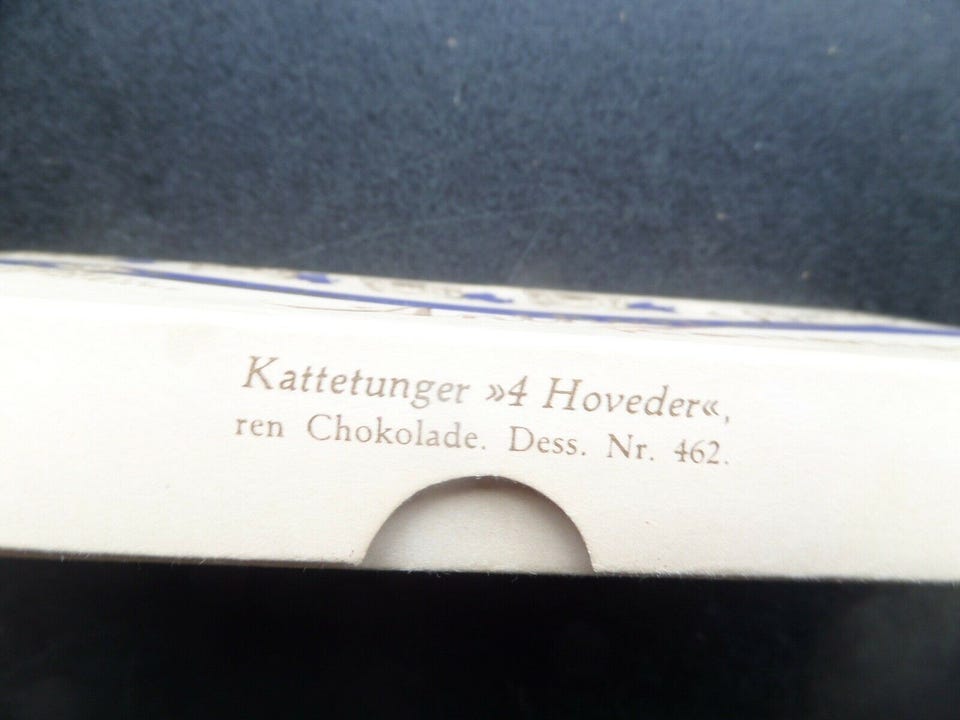 Kattetunger »4 Hoveder«,
ren Chokolade. Dess. Nr. 462.